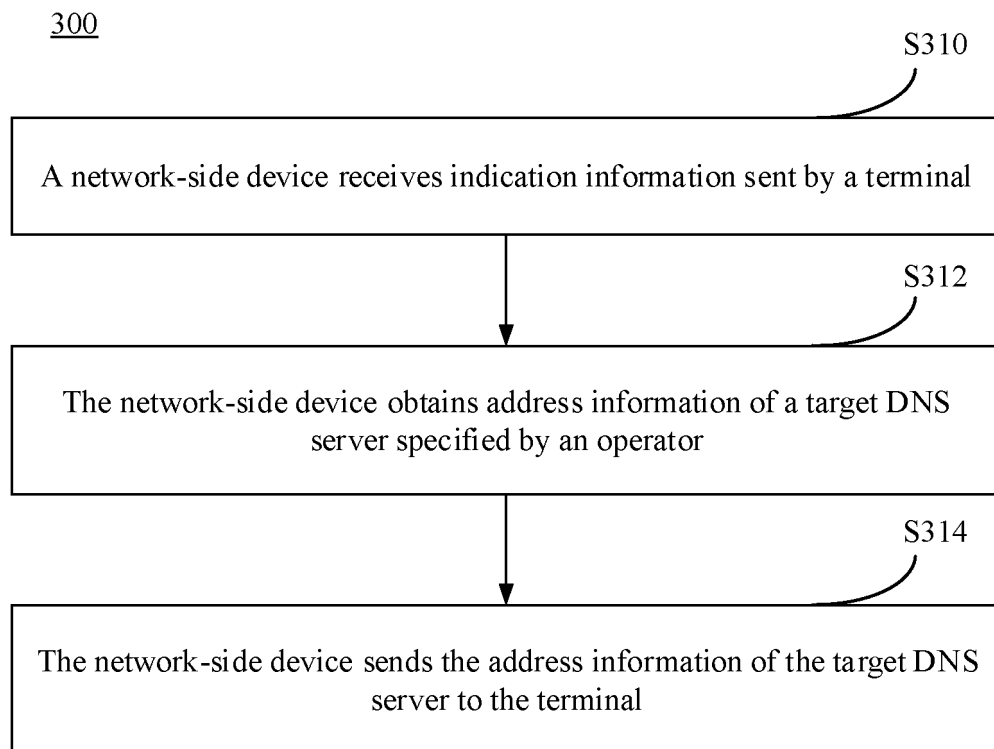 300
S310
A network-side device receives indication information sent by a terminal
S312
The network-side device obtains address information of a target DNS
server specified by an operator
S314
The network-side device sends the address information of the target DNS
server to the terminal